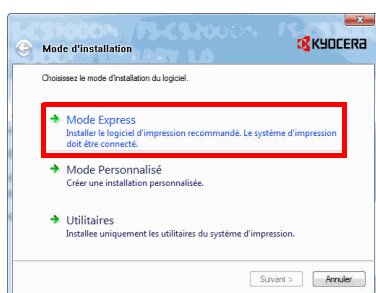 Mode d'installation
KYOCERA
Choisissez le mode d'installation du logiciel.
Mode Express
Installer le logiciel d'impression recommandé. Le système d'impression
doit être connecté.
Mode Personnalisé
Créer une installation personnalisée.
Utilitaires
Installee uniquement les utilitaires du système d'impression.
Suivant >
Annuler